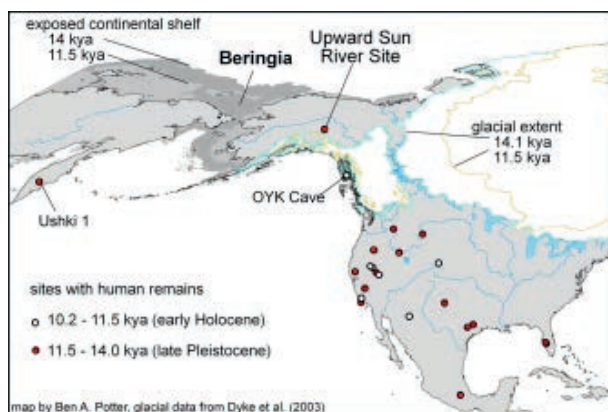 exposed continental shelf
14 kya
11.5 kya
Beringia
Upward Sun
River Site
glacial extent
14.1 kya
11.5 kya
OYK Cave
Ushki 1
sites with human remains
10.2 - 11.5 kya (early Holocene)
11.5 - 14.0 kya (late Pleistocene)
map by Ben A. Potter, glacial data from Dyke et al. (2003)